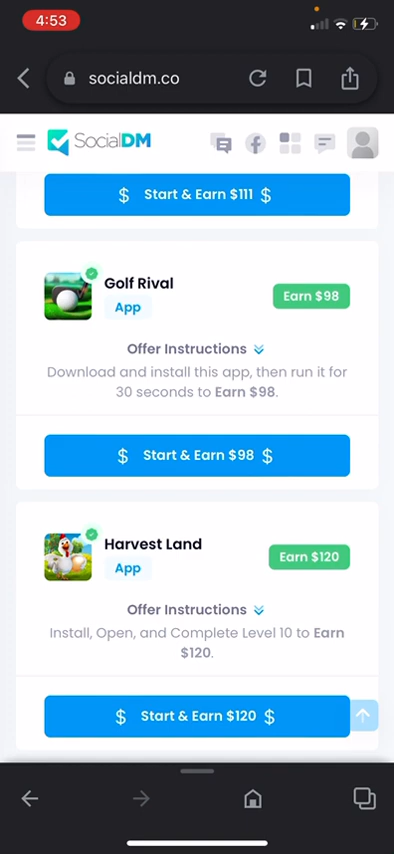 4:53
socialdm.co
SocialDM
$ Start & Earn $111 $
Golf Rival
App
Earn $98
Offer Instructions
Download and install this app, then run it for
30 seconds to Earn $98.
$ Start & Earn $98 $
Harvest Land
App
Earn $120
Offer Instructions
Install, Open, and Complete Level 10 to Earn
$120.
$ Start & Earn $120 $